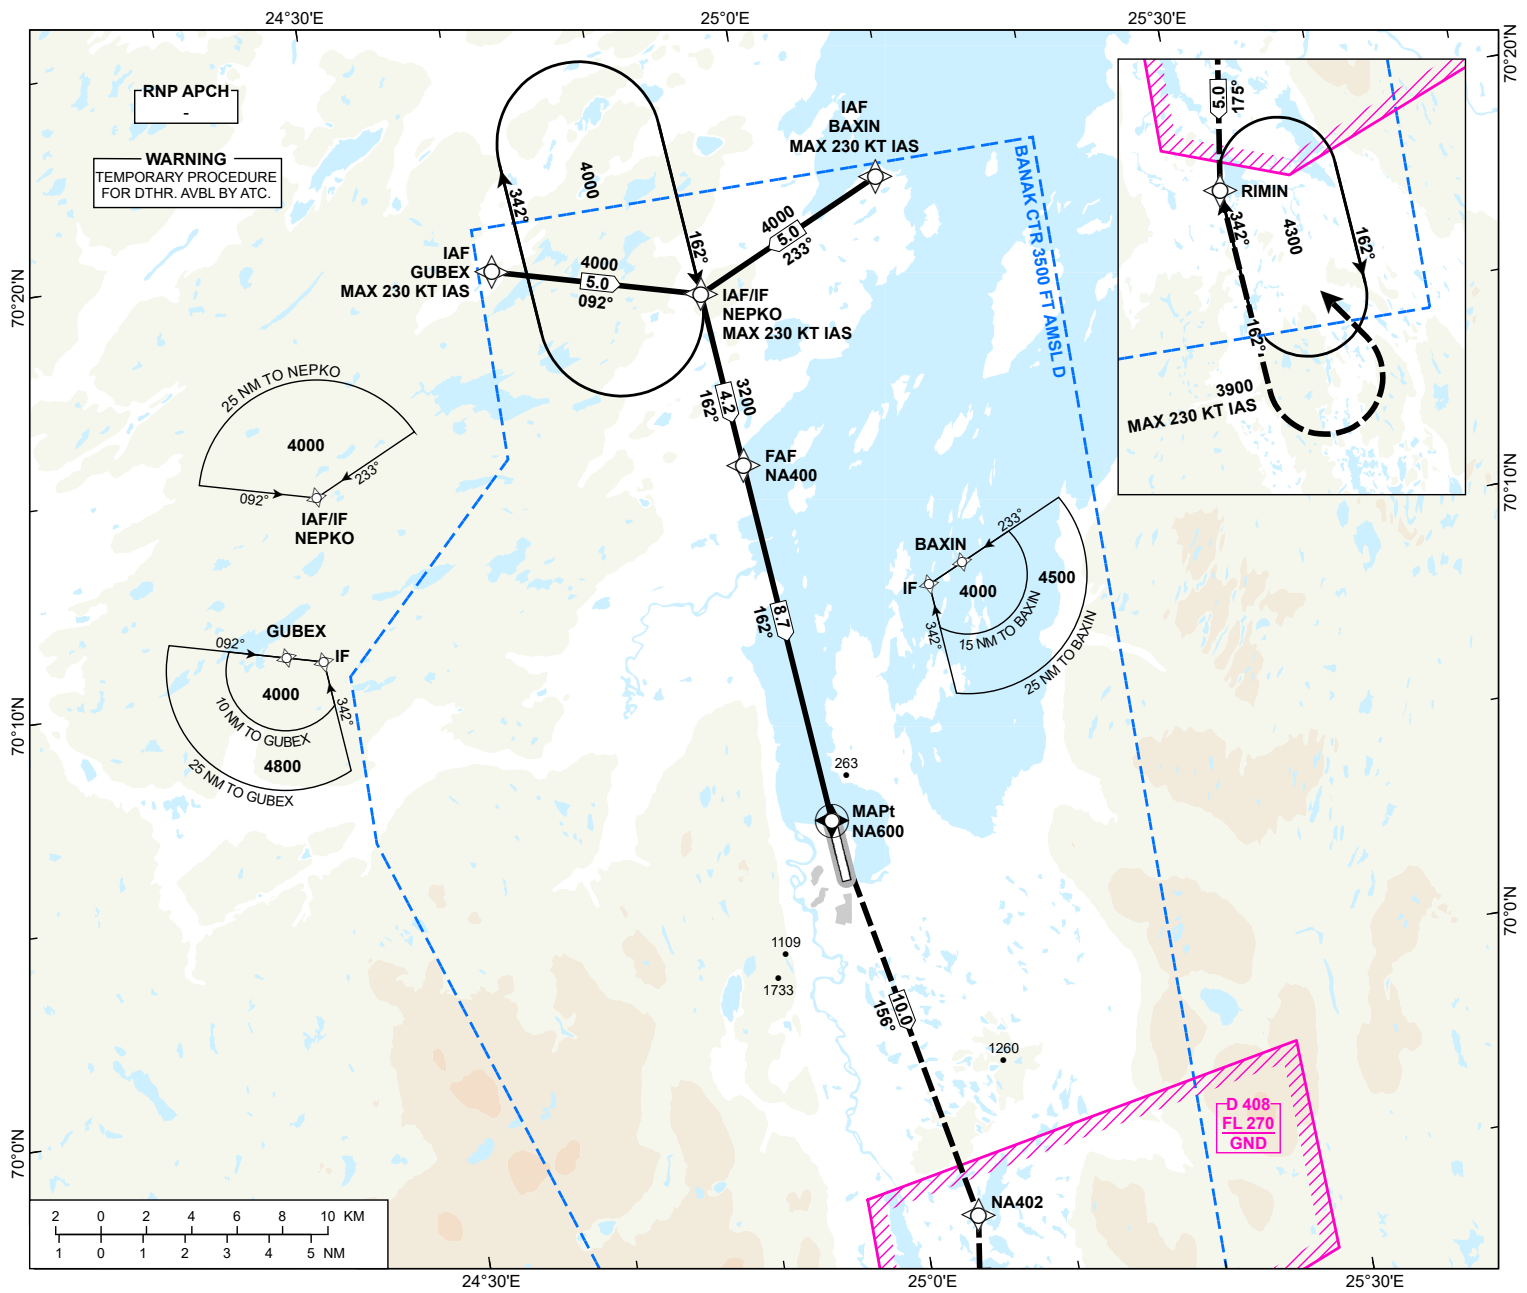 24°30'E
25°0'E
25°30'E
70°20'N
RNP APCH
-
WARNING
TEMPORARY PROCEDURE
FOR DTHR. AVBL BY ATC.
IAF
BAXIN
MAX 230 KT IAS
4000
342°
162°
4000
5.0
233°
IAF
GUBEX
MAX 230 KT IAS
4000
5.0
092°
IAF/IF
NEPKO
MAX 230 KT IAS
BANAK CTR 3500 FT AMSL D
5.0
175°
RIMIN
342°
4300
162°
162°
3900
MAX 230 KT IAS
70°20'N
25 NM TO NEPKO
4000
092°
233°
IAF/IF
NEPKO
3200
4.2
162°
FAF
NA400
70°10'N
BAXIN
233°
IF
4000
4500
342°
15 NM TO BAXIN
25 NM TO BAXIN
8.7
162°
GUBEX
092°
IF
4000
342°
10 NM TO GUBEX
4800
25 NM TO GUBEX
70°10'N
263
MAPt
NA600
70°0'N
1109
1733
10.0
156°
1260
D 408
FL 270
GND
NA402
70°0'N
2 0 2 4 6 8 10 KM
1 0 1 2 3 4 5 NM
24°30'E
25°0'E
25°30'E